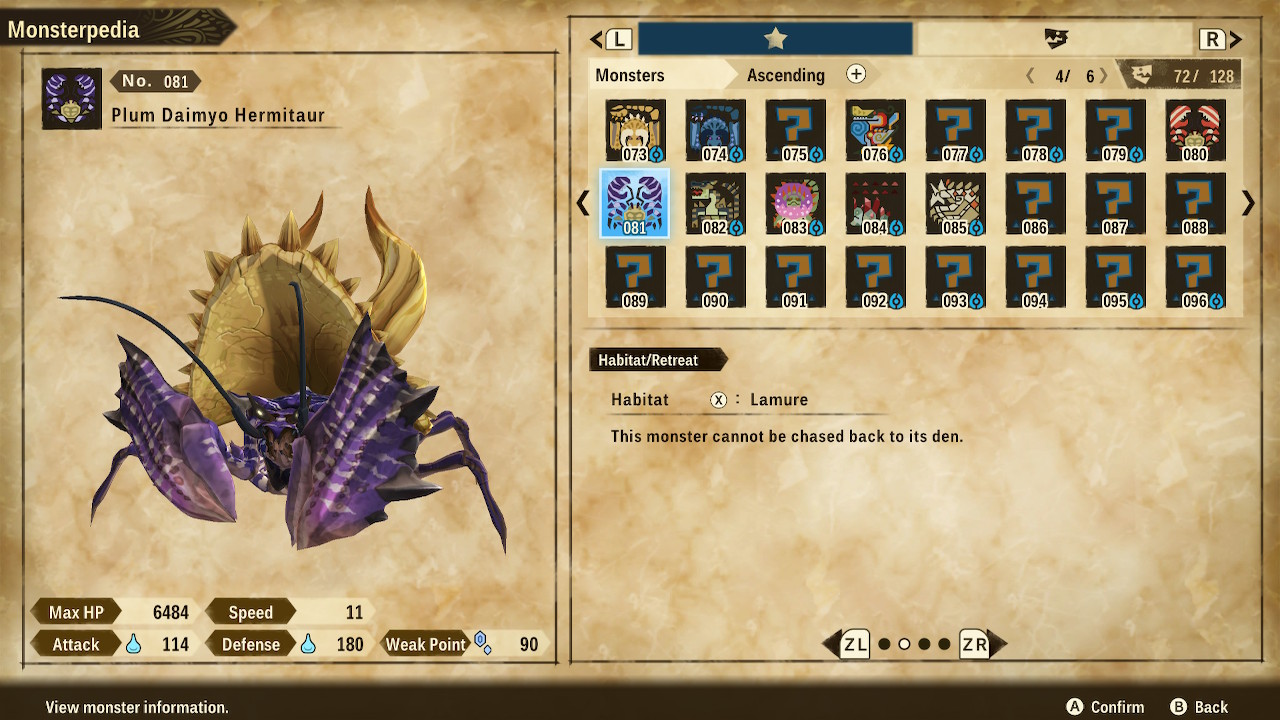 Monsterpedia
No. 081
Plum Daimyo Hermitaur
Max HP 6484 Speed 11
Attack 114 Defense 180 Weak Point 90
L R
Monsters Ascending + 4/ 6 72/ 128
073 074 075 076 077 078 079 080
081 082 083 084 085 086 087 088
089 090 091 092 093 094 095 096
Habitat/Retreat
Habitat X : Lamure
This monster cannot be chased back to its den.
ZL ZR
View monster information.
A Confirm B Back